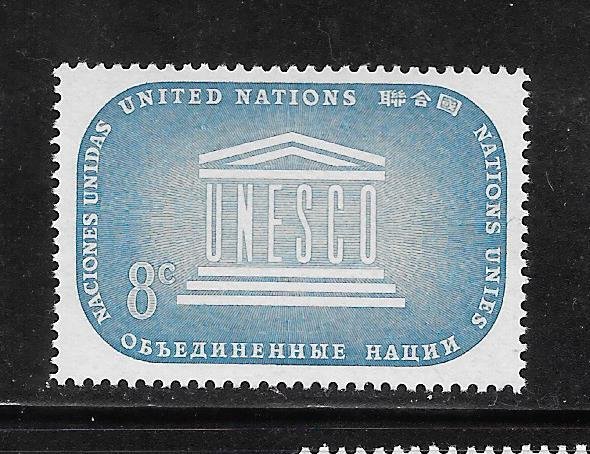 UNITED NATIONS 聯合國
NACIONES UNIDAS
NATIONS UNIES
UNESCO
8c
ОБЪЕДИНЕННЫЕ НАЦИИ